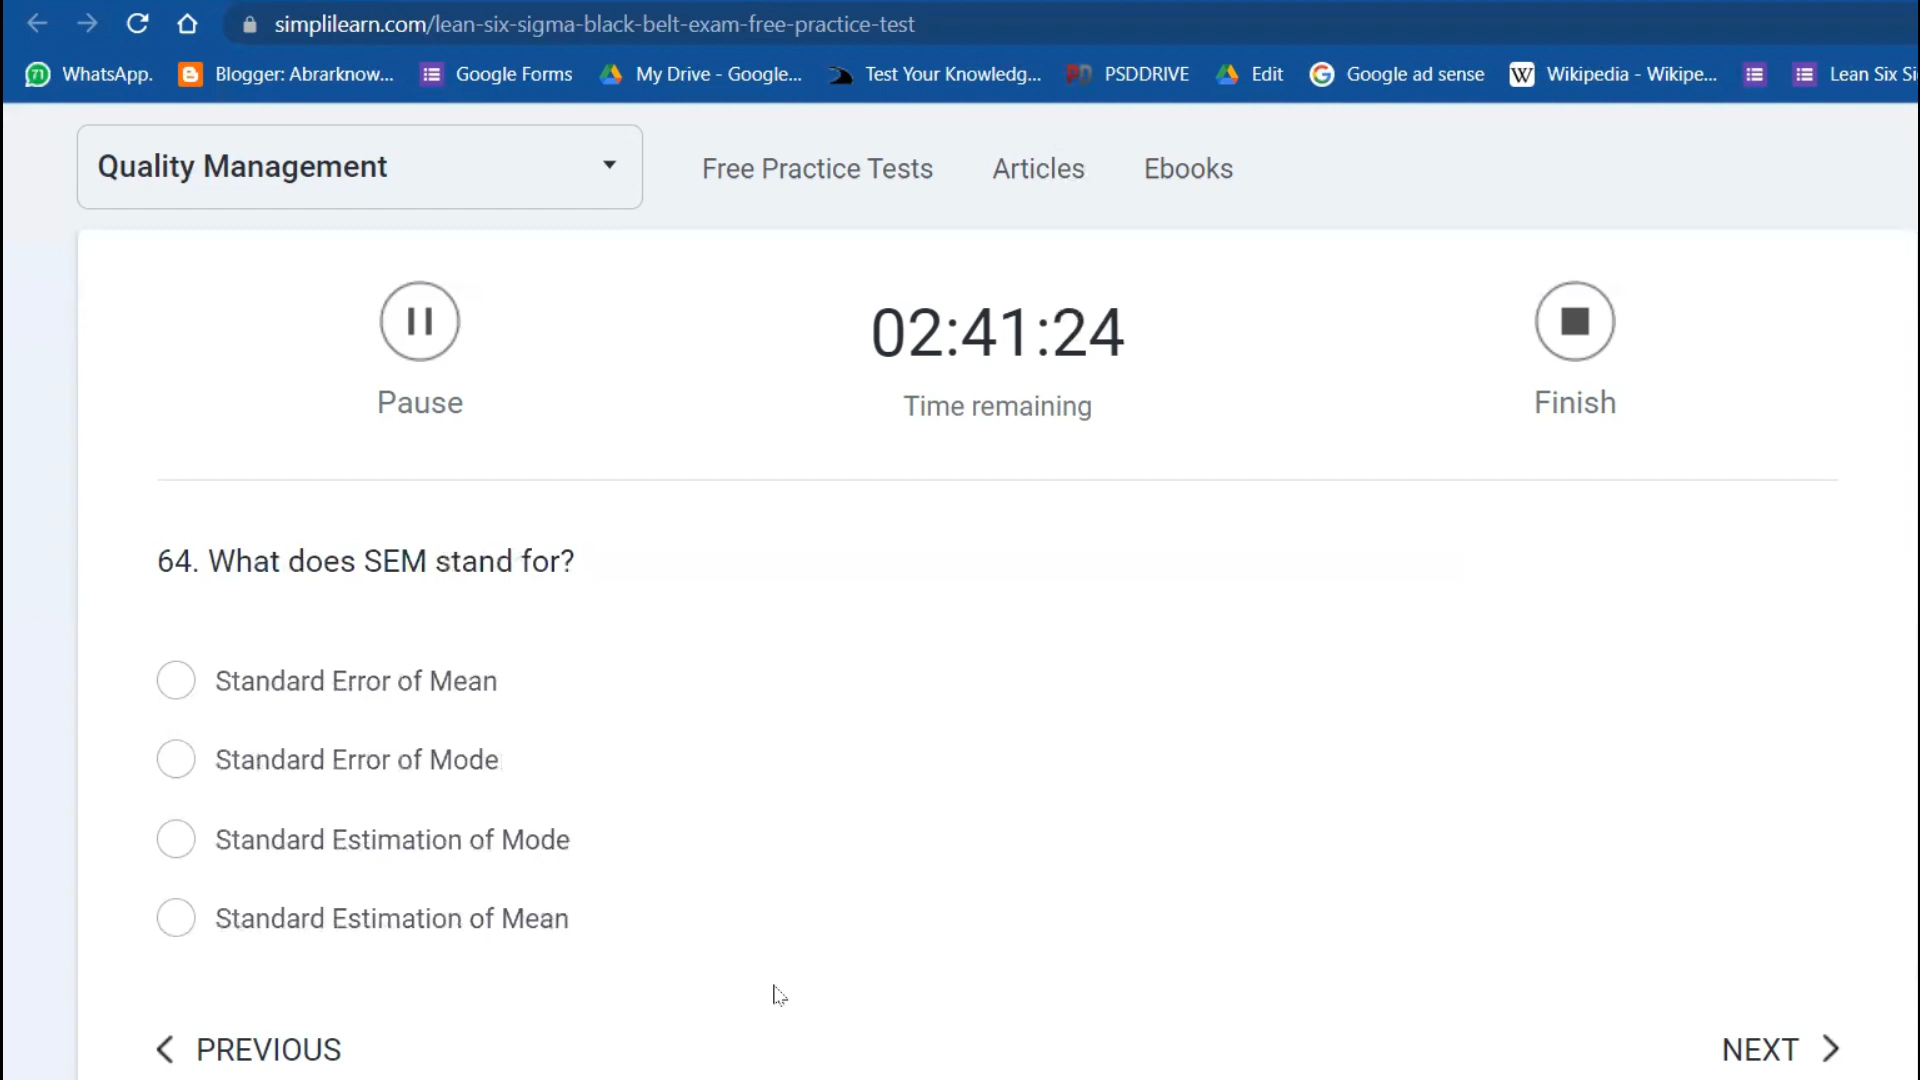 simplilearn.com/lean-six-sigma-black-belt-exam-free-practice-test
71 WhatsApp. Blogger: Abrarknow... Google Forms My Drive - Google... Test Your Knowledg... PD PSDDRIVE Edit Google ad sense W Wikipedia - Wikipe... Lean Six Si
Quality Management Free Practice Tests Articles Ebooks
02:41:24
Pause Time remaining Finish
64. What does SEM stand for?
Standard Error of Mean
Standard Error of Mode
Standard Estimation of Mode
Standard Estimation of Mean
PREVIOUS NEXT